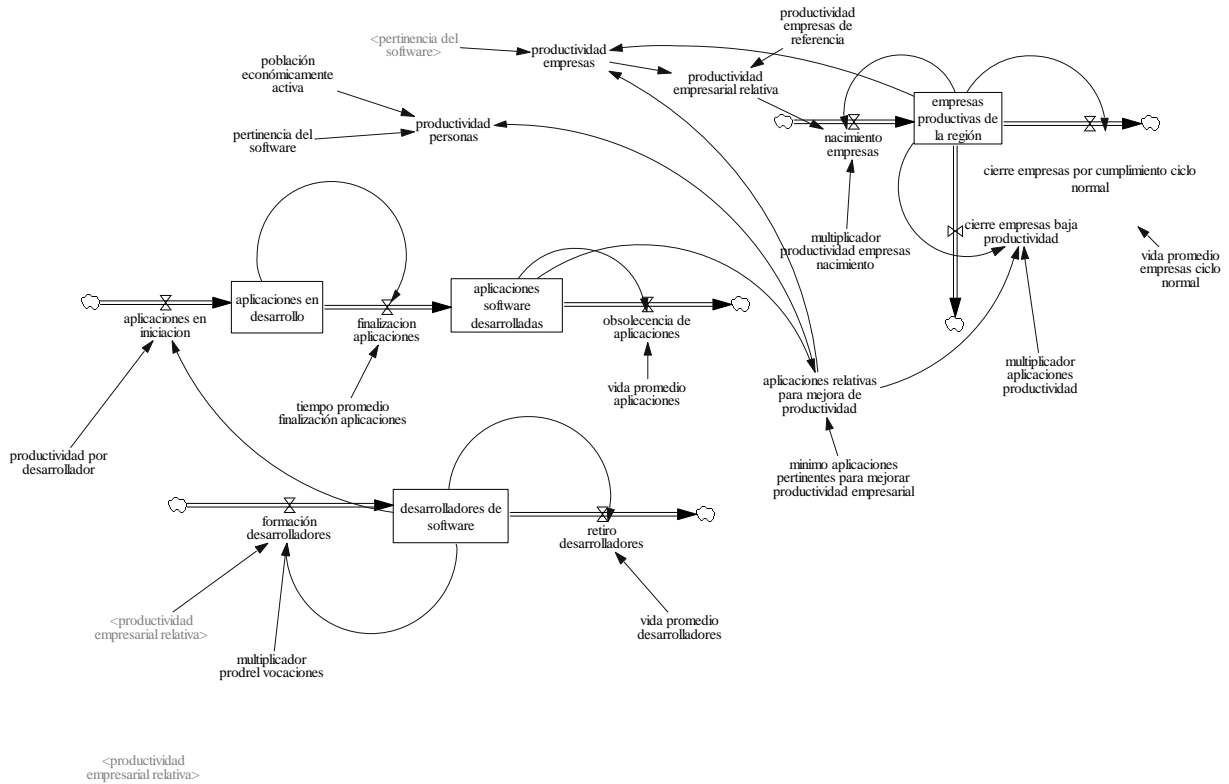 <pertinencia del
software>
productividad
empresas
productividad
empresas de
referencia
población
económicamente
activa
productividad
empresarial relativa
empresas
productivas de
la región
pertinencia del
software
productividad
personas
nacimiento
empresas
cierre empresas por cumplimiento ciclo
normal
multiplicador
productividad empresas
nacimiento
cierre empresas baja
productividad
vida promedio
empresas ciclo
normal
aplicaciones en
desarrollo
aplicaciones
software
desarrolladas
aplicaciones en
iniciacion
finalizacion
aplicaciones
obsolecencia de
aplicaciones
multiplicador
aplicaciones
productividad
tiempo promedio
finalización aplicaciones
vida promedio
aplicaciones
aplicaciones relativas
para mejora de
productividad
productividad por
desarrollador
minimo aplicaciones
pertinentes para mejorar
productividad empresarial
desarrolladores de
software
formación
desarrolladores
retiro
desarrolladores
<productividad
empresarial relativa>
multiplicador
prodrel vocaciones
vida promedio
desarrolladores
<productividad
empresarial relativa>